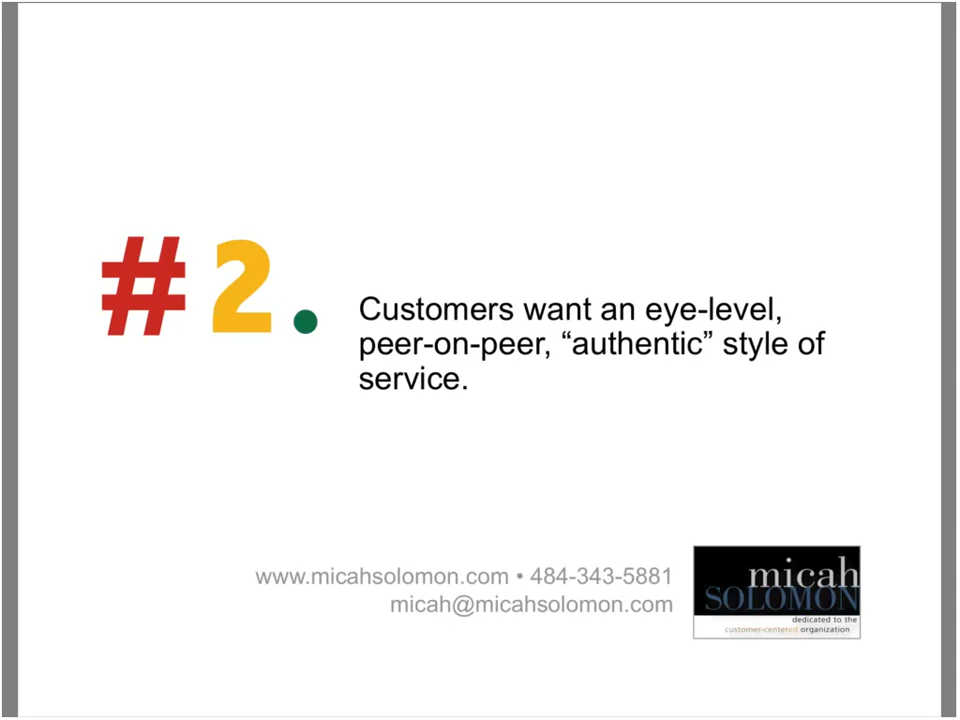 #2.
Customers want an eye-level,
peer-on-peer, “authentic” style of
service.
www.micahsolomon.com • 484-343-5881
micah@micahsolomon.com
micah
SOLOMON
dedicated to the
customer-centered organization